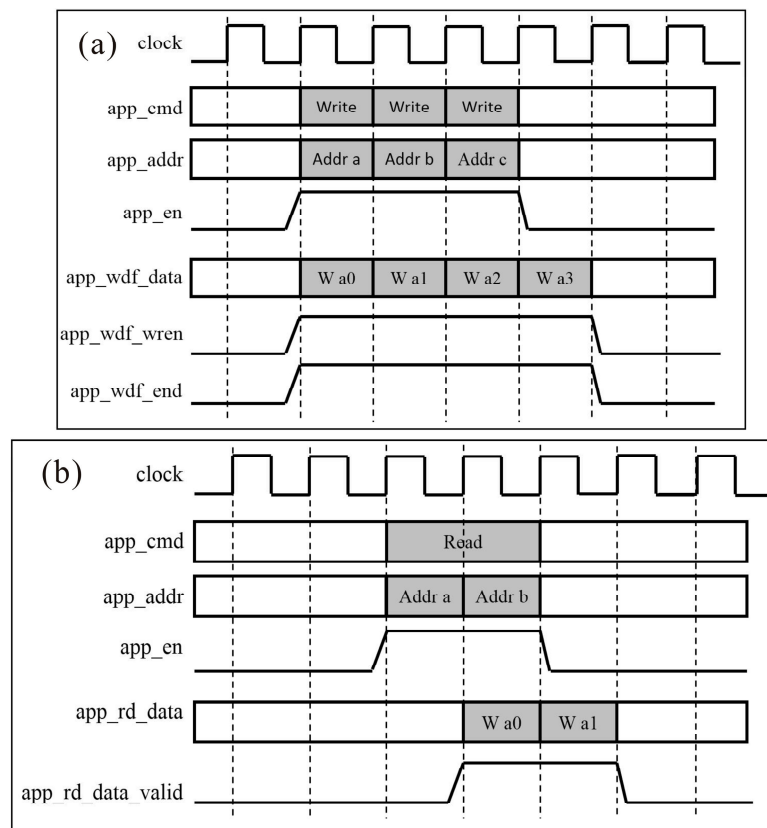 (a)
clock
app_cmd Write Write Write
app_addr Addr a Addr b Addr c
app_en
app_wdf_data W a0 W a1 W a2 W a3
app_wdf_wren
app_wdf_end
(b)
clock
app_cmd Read
app_addr Addr a Addr b
app_en
app_rd_data W a0 W a1
app_rd_data_valid